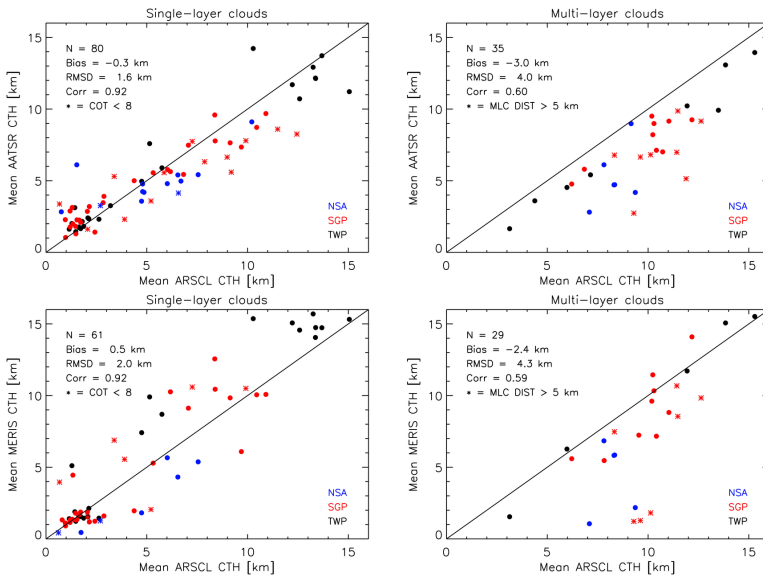 Single-layer clouds
Mean AATSR CTH [km]
15
10
5
0
N = 80
Bias = −0.3 km
RMSD = 1.6 km
Corr = 0.92
* = COT < 8
NSA
SGP
TWP
0 5 10 15
Mean ARSCL CTH [km]
Multi-layer clouds
Mean AATSR CTH [km]
15
10
5
0
N = 35
Bias = −3.0 km
RMSD = 4.0 km
Corr = 0.60
* = MLC DIST > 5 km
NSA
SGP
TWP
0 5 10 15
Mean ARSCL CTH [km]
Single-layer clouds
Mean MERIS CTH [km]
15
10
5
0
N = 61
Bias = 0.5 km
RMSD = 2.0 km
Corr = 0.92
* = COT < 8
NSA
SGP
TWP
0 5 10 15
Mean ARSCL CTH [km]
Multi-layer clouds
Mean MERIS CTH [km]
15
10
5
0
N = 29
Bias = −2.4 km
RMSD = 4.3 km
Corr = 0.59
* = MLC DIST > 5 km
NSA
SGP
TWP
0 5 10 15
Mean ARSCL CTH [km]